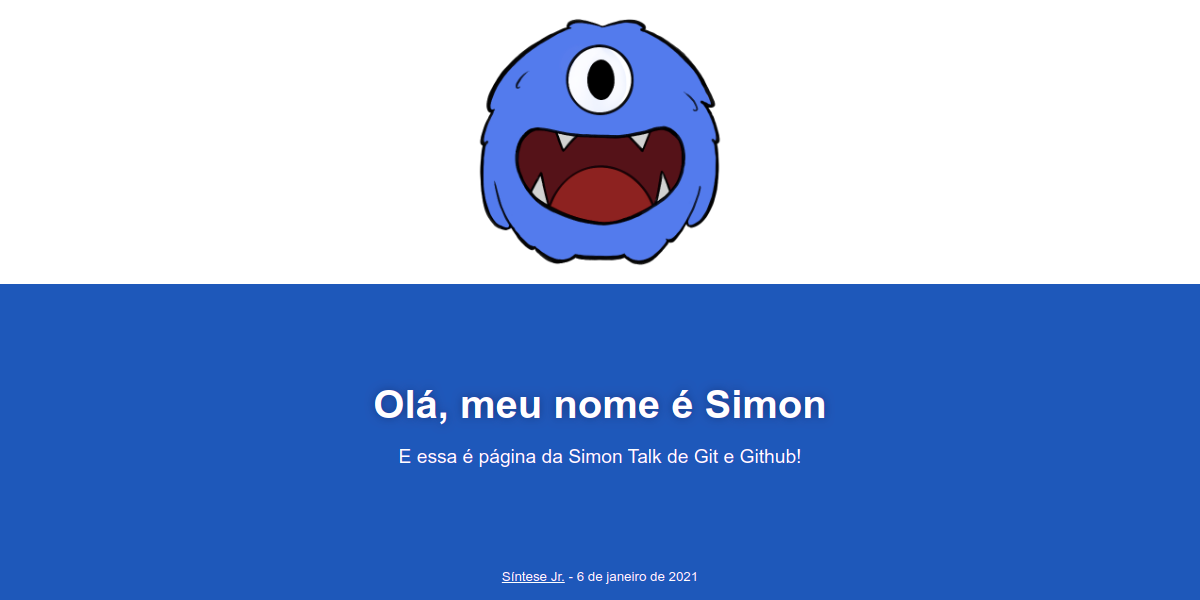 Olá, meu nome é Simon
E essa é página da Simon Talk de Git e Github!
Síntese Jr. - 6 de janeiro de 2021